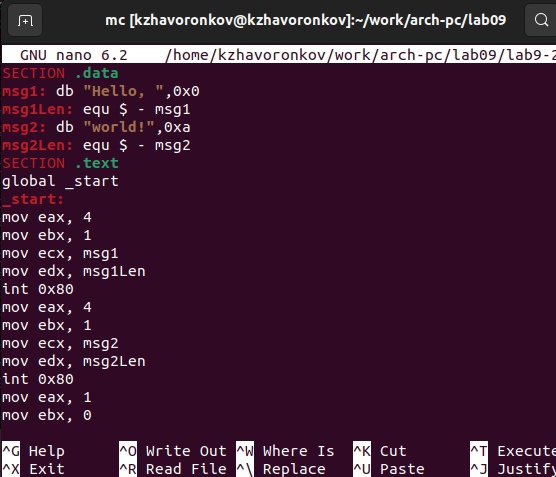 mc [kzhavoronkov@kzhavoronkov]:~/work/arch-pc/lab09
GNU nano 6.2 /home/kzhavoronkov/work/arch-pc/lab09/lab9-2
SECTION .data
msg1: db "Hello, ",0x0
msg1Len: equ $ - msg1
msg2: db "world!",0xa
msg2Len: equ $ - msg2
SECTION .text
global _start
_start:
mov eax, 4
mov ebx, 1
mov ecx, msg1
mov edx, msg1Len
int 0x80
mov eax, 4
mov ebx, 1
mov ecx, msg2
mov edx, msg2Len
int 0x80
mov eax, 1
mov ebx, 0
^G Help ^O Write Out ^W Where Is ^K Cut ^T Execute
^X Exit ^R Read File ^\ Replace ^U Paste ^J Justify